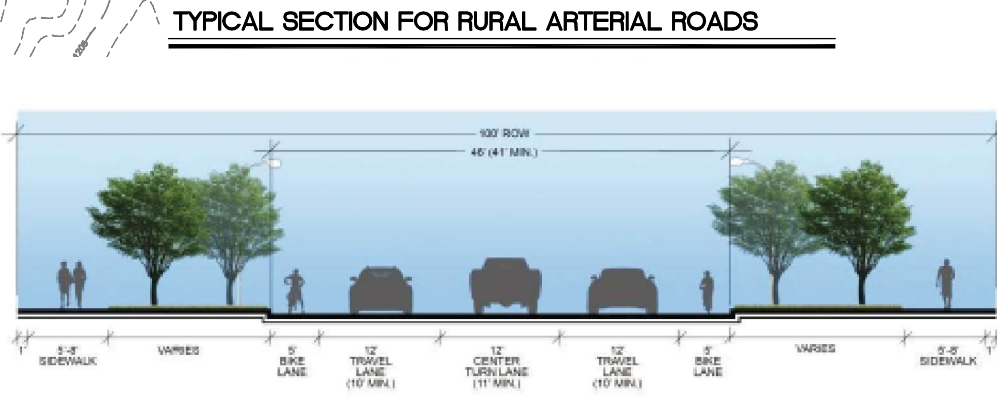 TYPICAL SECTION FOR RURAL ARTERIAL ROADS
100' ROW
46' (41' MIN.)
1'
5'-8'
SIDEWALK
VARIES
5'
BIKE
LANE
12'
TRAVEL
LANE
(10' MIN.)
12'
CENTER
TURN LANE
(11' MIN.)
12'
TRAVEL
LANE
(10' MIN.)
5'
BIKE
LANE
VARIES
5'-8'
SIDEWALK
1'